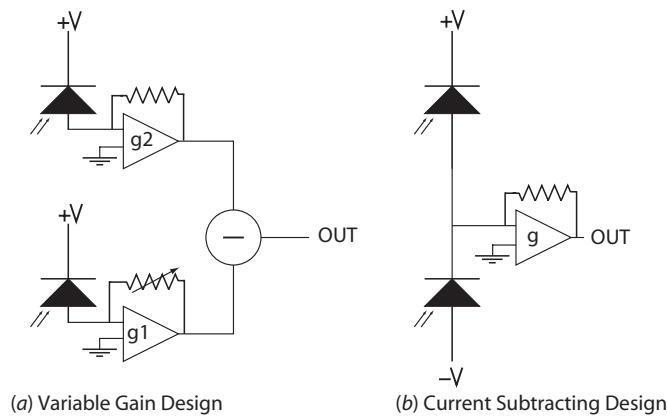 +V
+V
g2
+V
— OUT
g
OUT
g1
−V
(a) Variable Gain Design
(b) Current Subtracting Design